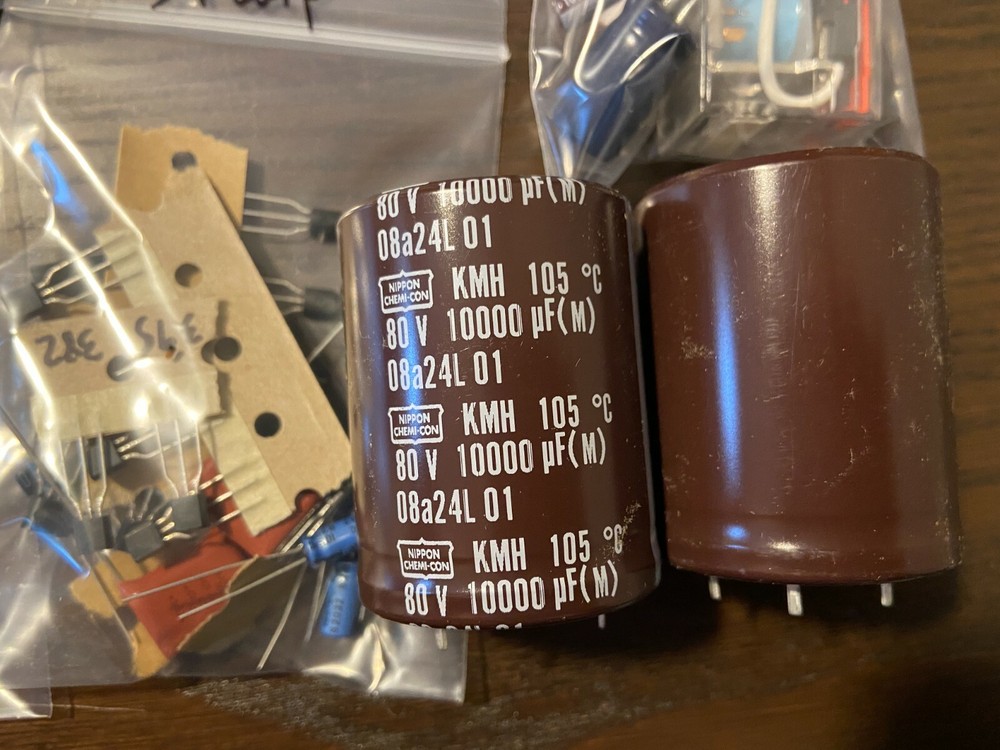 80 V 10000 µF(M)
08a24L 01
NIPPON CHEMI-CON KMH 105 °C
80 V 10000 µF(M)
08a24L 01
NIPPON CHEMI-CON KMH 105 °C
80 V 10000 µF(M)
08a24L 01
NIPPON CHEMI-CON KMH 105 °C
80 V 10000 µF(M)
382